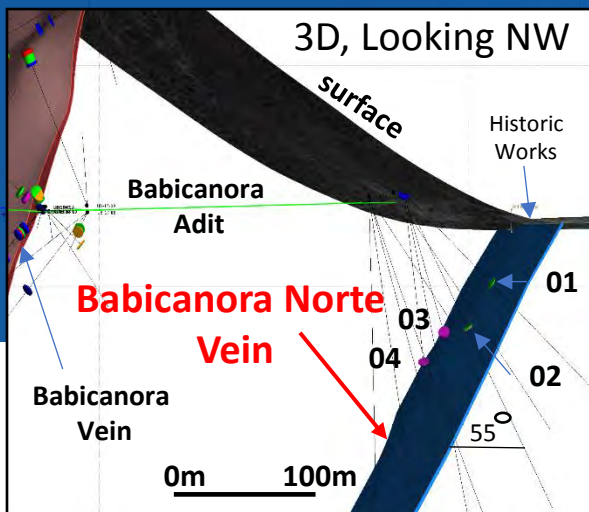 3D, Looking NW
surface
Historic
Works
Babicanora
Adit
01
Babicanora Norte
Vein
03
04
02
Babicanora
Vein
55
0
0m
100m